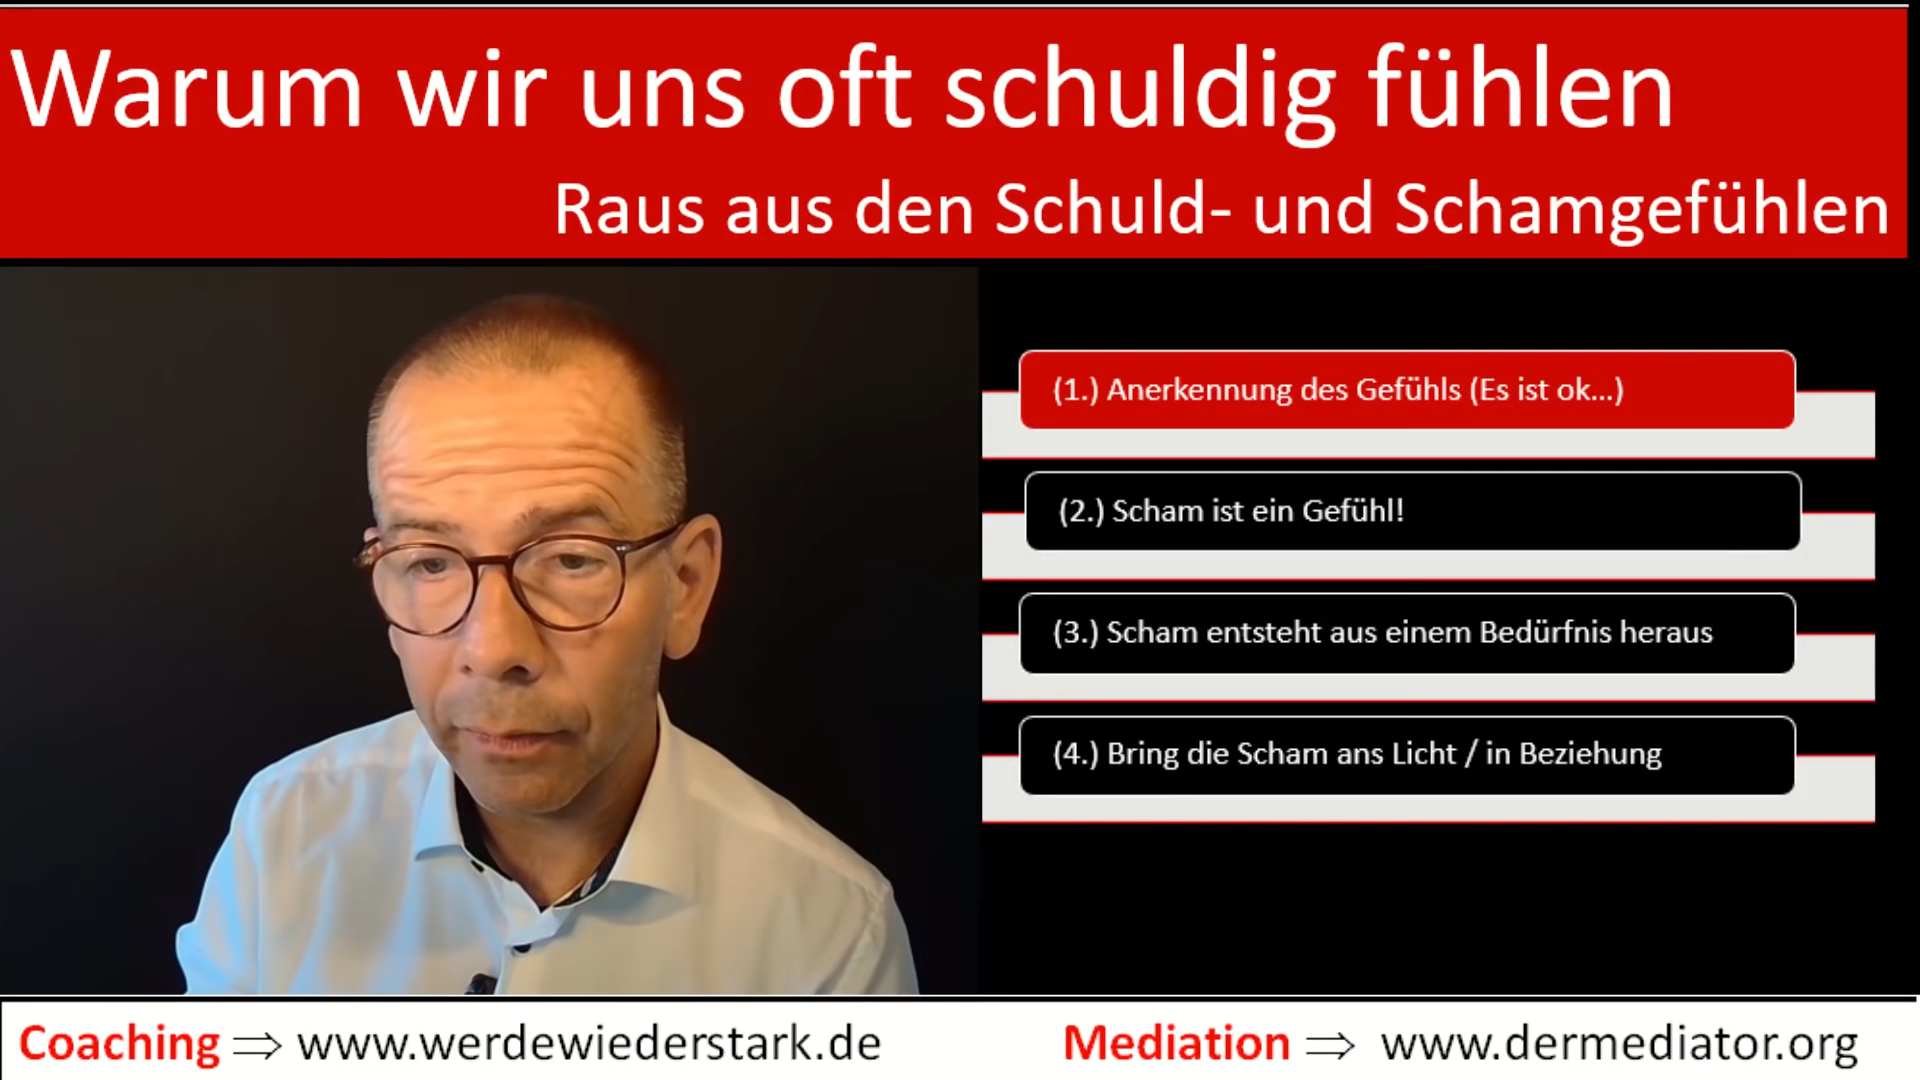 Warum wir uns oft schuldig fühlen
Raus aus den Schuld- und Schamgefühlen
(1.) Anerkennung des Gefühls (Es ist ok...)
(2.) Scham ist ein Gefühl!
(3.) Scham entsteht aus einem Bedürfnis heraus
(4.) Bring die Scham ans Licht / in Beziehung
Coaching ⇒ www.werdewiederstark.de
Mediation ⇒ www.dermediator.org